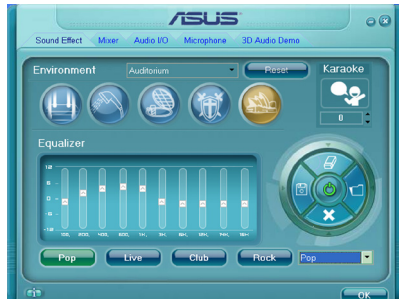 ASUS
Sound Effect Mixer Audio I/O Microphone 3D Audio Demo
Environment Auditorium Reset Karaoke
0
Equalizer
Pop Live Club Rock Pop
OK